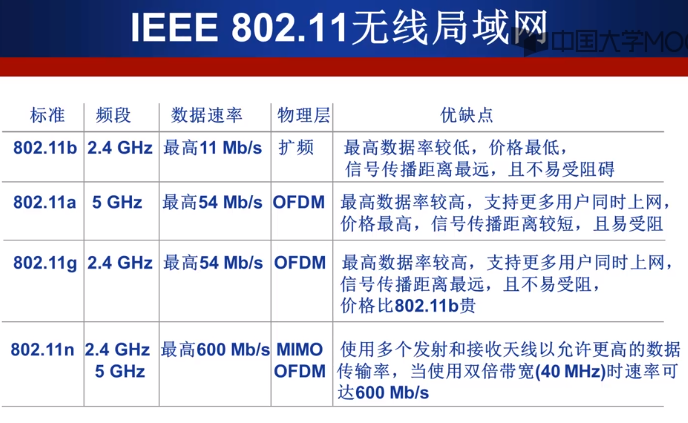 IEEE 802.11无线局域网
中国大学MOO
标准 频段 数据速率 物理层 优缺点
802.11b 2.4 GHz 最高11 Mb/s 扩频 最高数据率较低，价格最低，
信号传播距离最远，且不易受阻碍
802.11a 5 GHz 最高54 Mb/s OFDM 最高数据率较高，支持更多用户同时上网，
价格最高，信号传播距离较短，且易受阻
802.11g 2.4 GHz 最高54 Mb/s OFDM 最高数据率较高，支持更多用户同时上网，
信号传播距离最远，且不易受阻，
价格比802.11b贵
802.11n 2.4 GHz 最高600 Mb/s MIMO 使用多个发射和接收天线以允许更高的数据
5 GHz OFDM 传输率，当使用双倍带宽(40 MHz)时速率可
达600 Mb/s